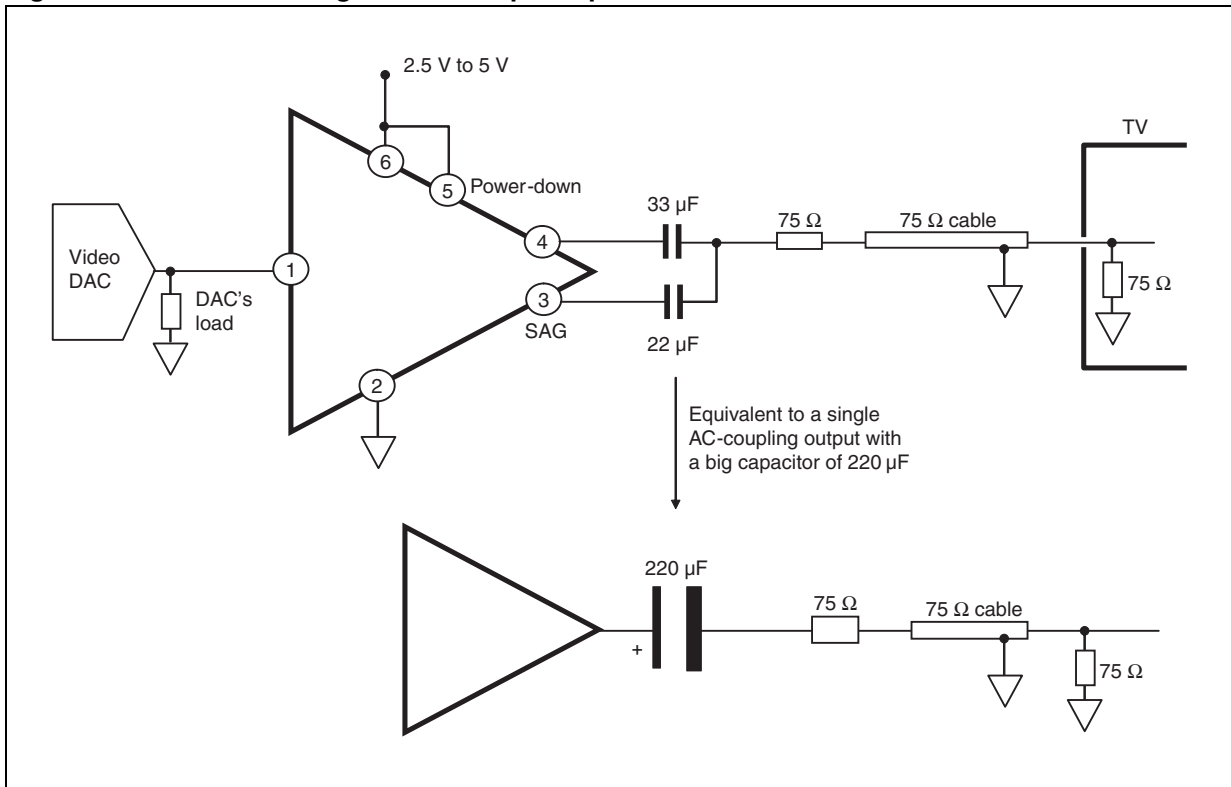 2.5 V to 5 V
TV
6
5
Power-down
33 µF
75 Ω
75 Ω cable
4
Video
DAC
1
DAC's
load
3
SAG
22 µF
75 Ω
2
Equivalent to a single
AC-coupling output with
a big capacitor of 220 µF
220 µF
75 Ω
75 Ω cable
+
75 Ω